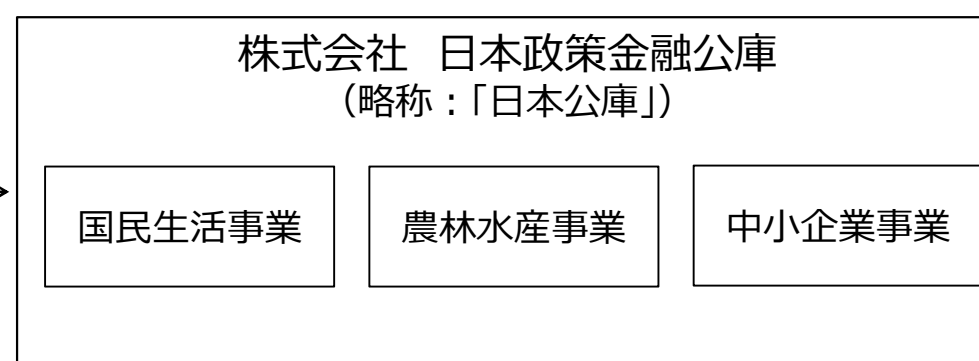 株式会社 日本政策金融公庫
（略称：「日本公庫」）
国民生活事業
農林水産事業
中小企業事業